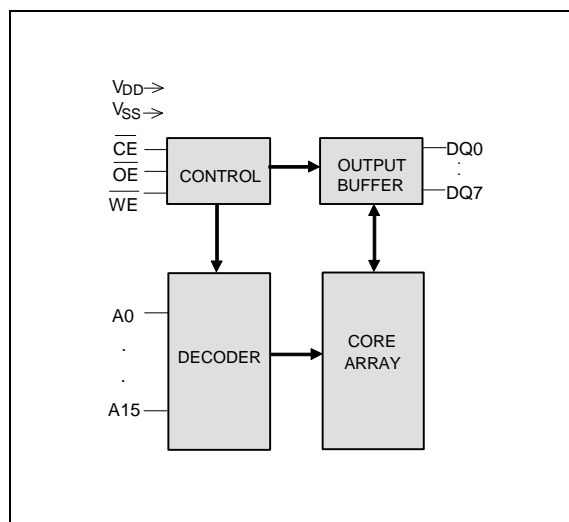 VDD
VSS
CE
OE
WE
CONTROL
OUTPUT
BUFFER
DQ0
.
.
DQ7
A0
.
.
A15
DECODER
CORE
ARRAY